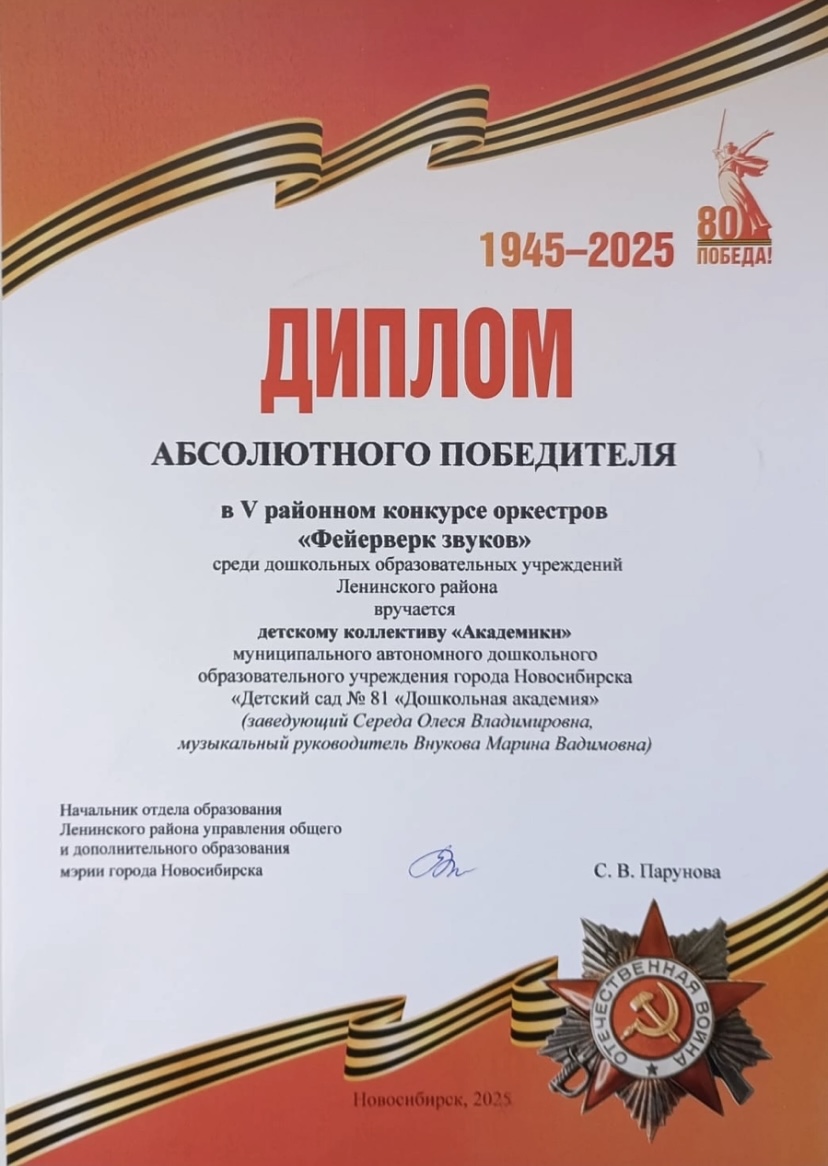 1945–2025
80
ПОБЕДА!
ДИПЛОМ
АБСОЛЮТНОГО ПОБЕДИТЕЛЯ
в V районном конкурсе оркестров
«Фейерверк звуков»
среди дошкольных образовательных учреждений
Ленинского района
вручается
детскому коллективу «Академики»
муниципального автономного дошкольного
образовательного учреждения города Новосибирска
«Детский сад № 81 «Дошкольная академия»
(заведующий Середа Олеся Владимировна,
музыкальный руководитель Внукова Марина Вадимовна)
Начальник отдела образования
Ленинского района управления общего
и дополнительного образования
мэрии города Новосибирска
С. В. Парунова
ОТЕЧЕСТВЕННАЯ ВОЙНА
Новосибирск, 2025